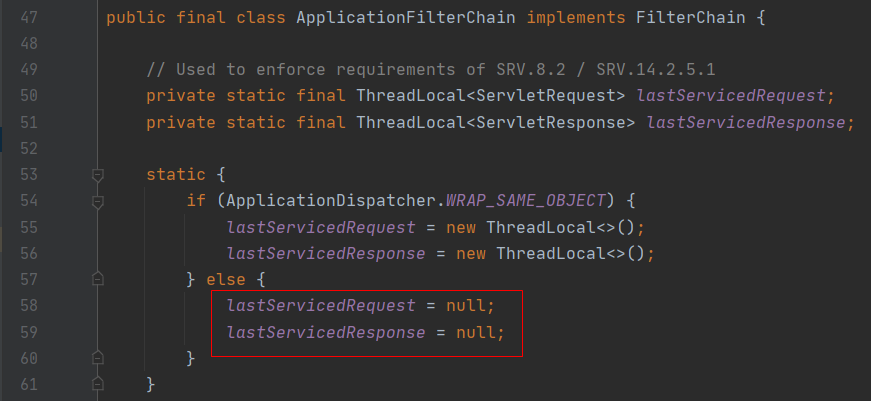 47 public final class ApplicationFilterChain implements FilterChain {
48
49 // Used to enforce requirements of SRV.8.2 / SRV.14.2.5.1
50 private static final ThreadLocal<ServletRequest> lastServicedRequest;
51 private static final ThreadLocal<ServletResponse> lastServicedResponse;
52
53 static {
54 if (ApplicationDispatcher.WRAP_SAME_OBJECT) {
55 lastServicedRequest = new ThreadLocal<>();
56 lastServicedResponse = new ThreadLocal<>();
57 } else {
58 lastServicedRequest = null;
59 lastServicedResponse = null;
60 }
61 }